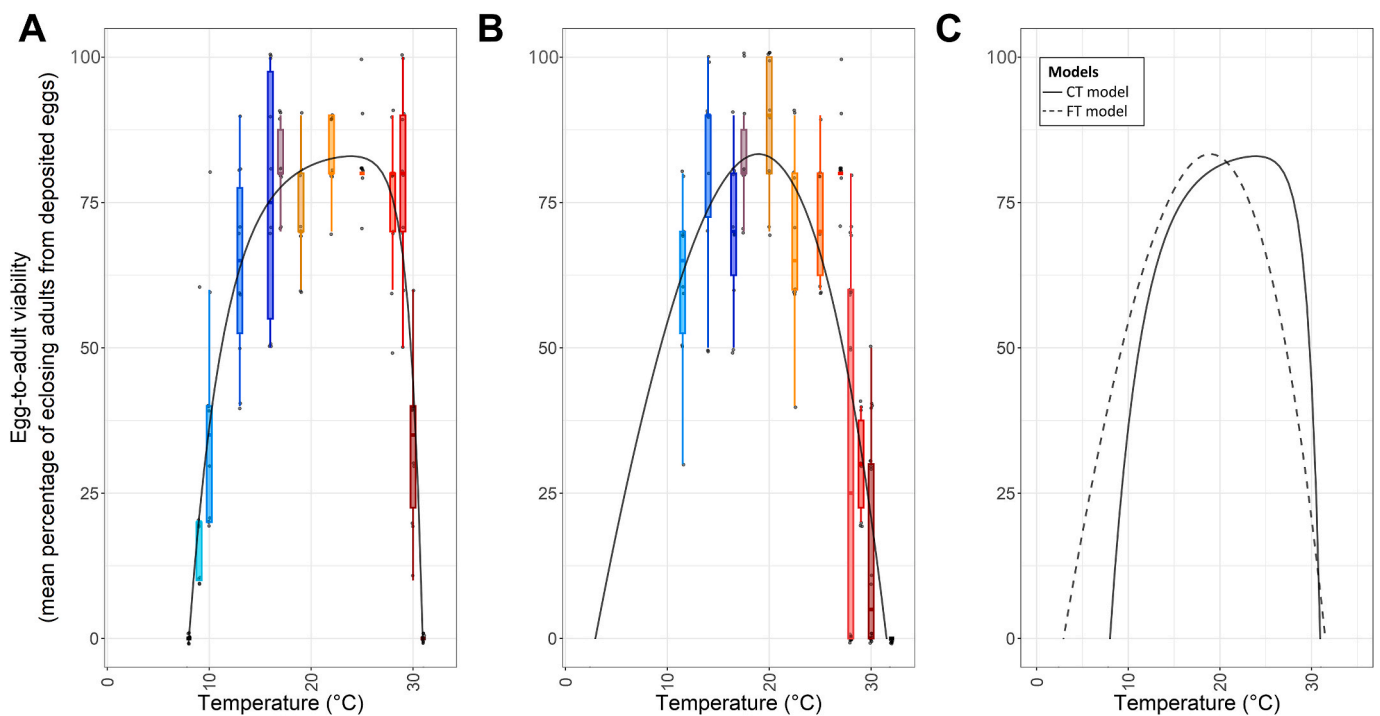 A
B
C
Egg-to-adult viability
(mean percentage of eclosing adults from deposited eggs)
100
75
50
25
0
0
10
20
30
Temperature (°C)
100
75
50
25
0
0
10
20
30
Temperature (°C)
Models
CT model
FT model
100
75
50
25
0
0
10
20
30
Temperature (°C)